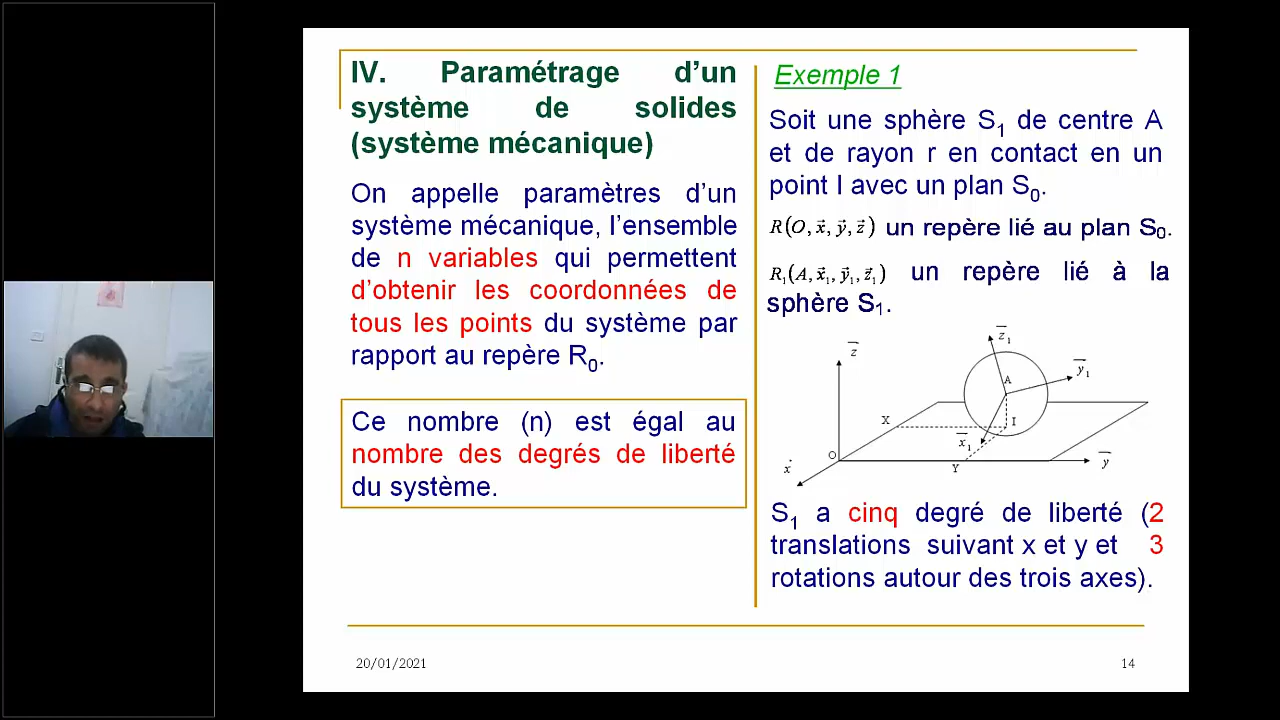 IV. Paramétrage d’un
système de solides
(système mécanique)
On appelle paramètres d’un
système mécanique, l’ensemble
de n variables qui permettent
d’obtenir les coordonnées de
tous les points du système par
rapport au repère R0.
Ce nombre (n) est égal au
nombre des degrés de liberté
du système.
Exemple 1
Soit une sphère S1 de centre A
et de rayon r en contact en un
point I avec un plan S0.
R(O, x⃗, y⃗, z⃗) un repère lié au plan S0.
R1(A, x⃗1, y⃗1, z⃗1) un repère lié à la
sphère S1.
z
z1
y1
A
X
I
x1
O
x
Y
y
S1 a cinq degré de liberté (2
translations suivant x et y et 3
rotations autour des trois axes).
20/01/2021
14